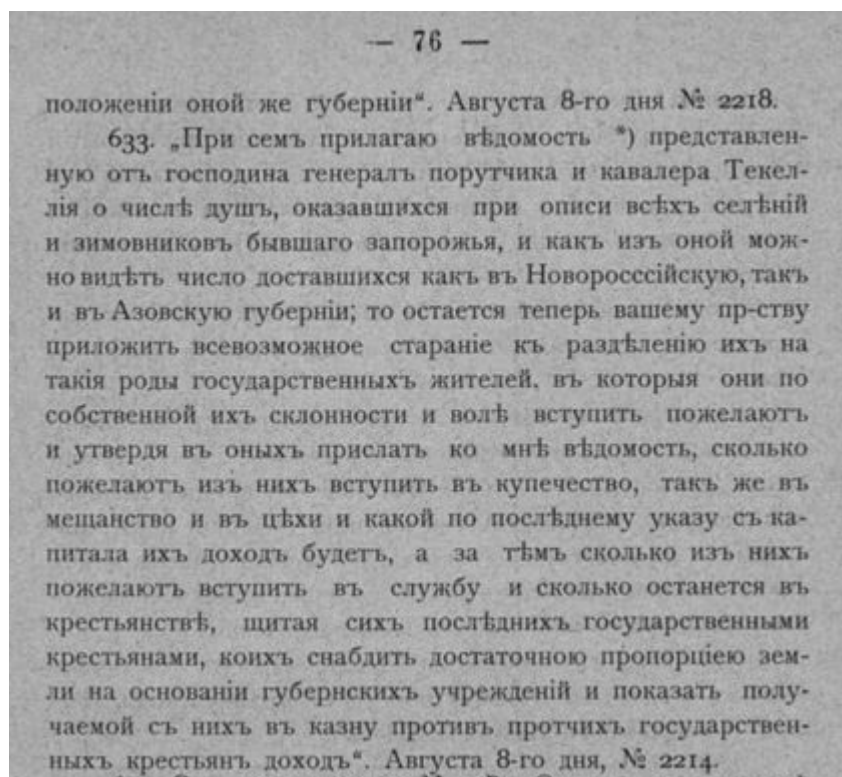 — 76 —
положеніи оной же губерніи“. Августа 8-го дня № 2218.
633. „При семъ прилагаю вѣдомость *) представлен-
ную отъ господина генералъ порутчика и кавалера Текел-
лія о числѣ душъ, оказавшихся при описи всѣхъ селѣній
и зимовниковъ бывшаго запорожья, и какъ изъ оной мож-
но видѣть число доставшихся какъ въ Новоросссійскую, такъ
и въ Азовскую губерніи; то остается теперь вашему пр-ству
приложить всевозможное стараніе къ раздѣленію ихъ на
такія роды государственныхъ жителей, въ которыя они по
собственной ихъ склонности и волѣ вступить пожелаютъ
и утвердя въ оныхъ прислать ко мнѣ вѣдомость, сколько
пожелаютъ изъ нихъ вступить въ купечество, такъ же въ
мещанство и въ цѣхи и какой по послѣднему указу съ ка-
питала ихъ доходъ будетъ, а за тѣмъ сколько изъ нихъ
пожелаютъ вступить въ службу и сколько останется въ
крестьянствѣ, щитая сихъ послѣднихъ государственными
крестьянами, коихъ снабдить достаточною пропорціею зем-
ли на основаніи губернскихъ учрежденій и показать полу-
чаемой съ нихъ въ казну противъ протчихъ государствен-
ныхъ крестьянъ доходъ“. Августа 8-го дня, № 2214.